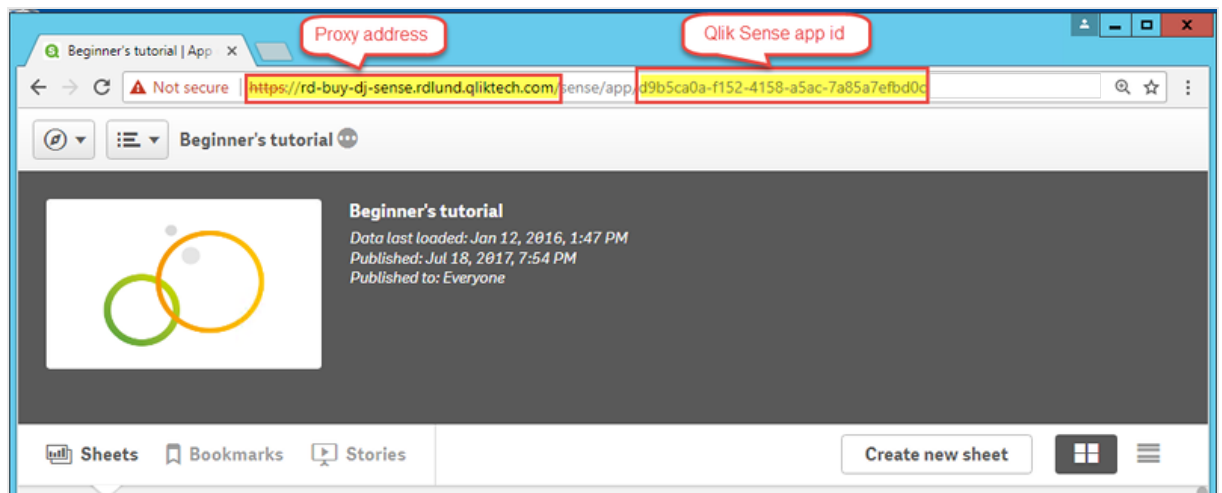 Proxy address
Qlik Sense app id
Beginner's tutorial | App
Not secure
https://rd-buy-dj-sense.rdlund.qliktech.com/sense/app/d9b5ca0a-f152-4158-a5ac-7a85a7efbd0c
Beginner's tutorial
Beginner's tutorial
Data last loaded: Jan 12, 2016, 1:47 PM
Published: Jul 18, 2017, 7:54 PM
Published to: Everyone
Sheets
Bookmarks
Stories
Create new sheet